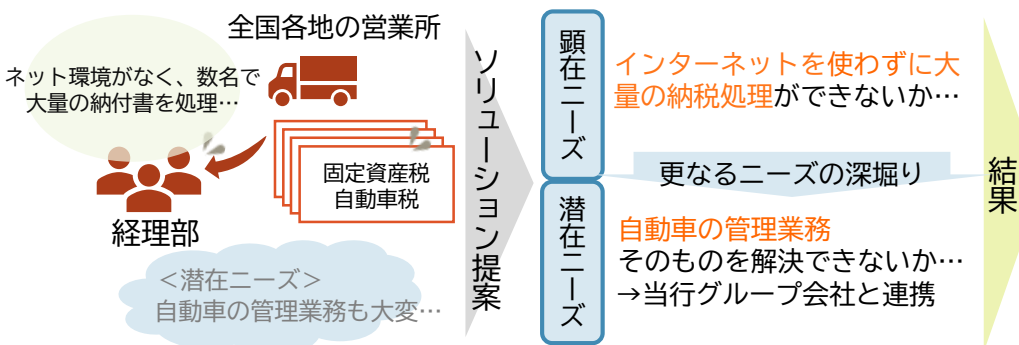 全国各地の営業所
ネット環境がなく、数名で
大量の納付書を処理…
固定資産税
自動車税
経理部
＜潜在ニーズ＞
自動車の管理業務も大変…
ソリューション提案
顕在ニーズ
インターネットを使わずに大
量の納税処理ができないか…
更なるニーズの深堀り
潜在ニーズ
自動車の管理業務
そのものを解決できないか…
→当行グループ会社と連携
結果